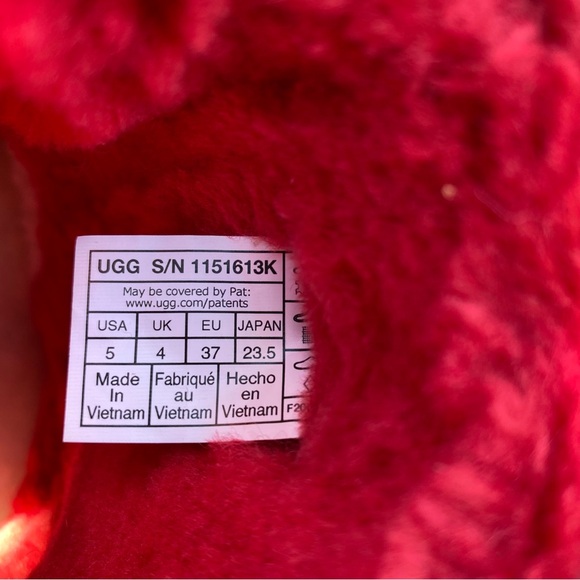 UGG S/N 1151613K
May be covered by Pat:
www.ugg.com/patents
USA UK EU JAPAN
5 4 37 23.5
Made Fabriqué Hecho
In au en
Vietnam Vietnam Vietnam